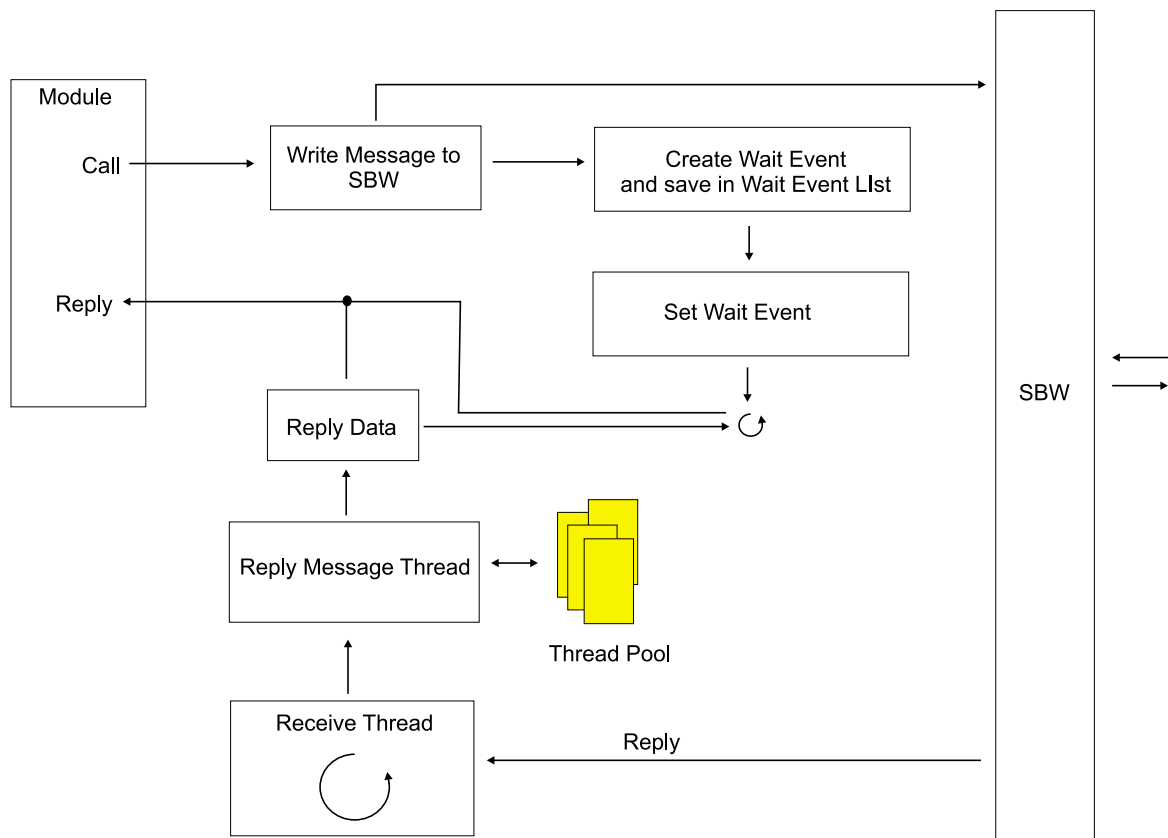 Module
Call
Write Message to
SBW
Create Wait Event
and save in Wait Event LIst
Reply
Set Wait Event
SBW
Reply Data
Reply Message Thread
Thread Pool
Receive Thread
Reply